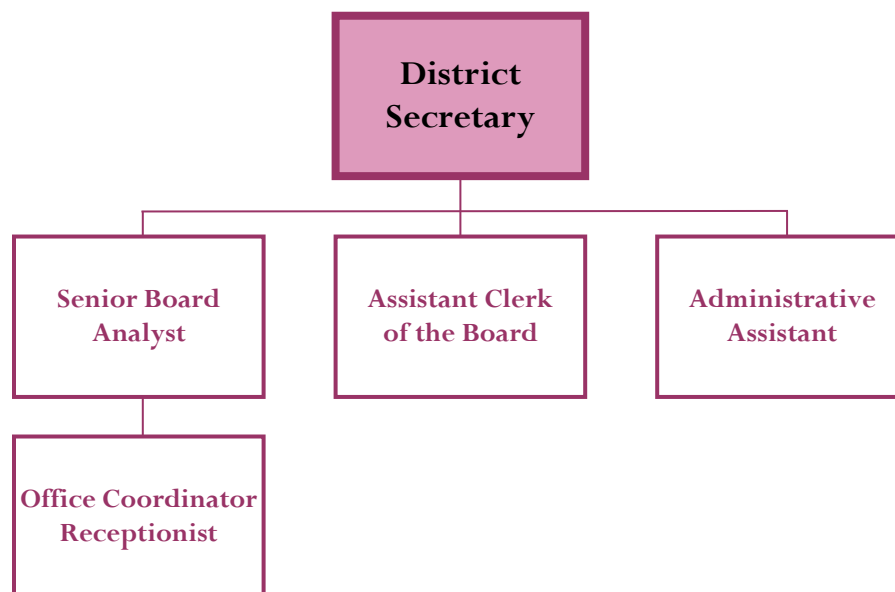 District
Secretary
Senior Board
Analyst
Assistant Clerk
of the Board
Administrative
Assistant
Office Coordinator
Receptionist